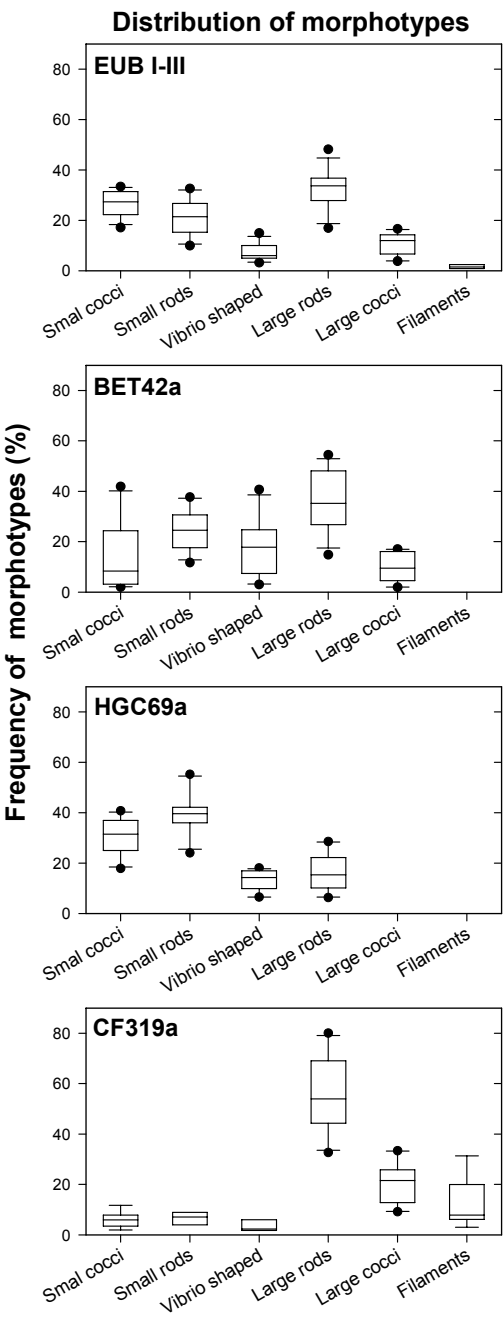 Distribution of morphotypes
Frequency of  morphotypes (%)
EUB I-III
80
60
40
20
0
Smal cocci
Small rods
Vibrio shaped
Large rods
Large cocci
Filaments
BET42a
80
60
40
20
0
Smal cocci
Small rods
Vibrio shaped
Large rods
Large cocci
Filaments
HGC69a
80
60
40
20
0
Smal cocci
Small rods
Vibrio shaped
Large rods
Large cocci
Filaments
CF319a
80
60
40
20
0
Smal cocci
Small rods
Vibrio shaped
Large rods
Large cocci
Filaments